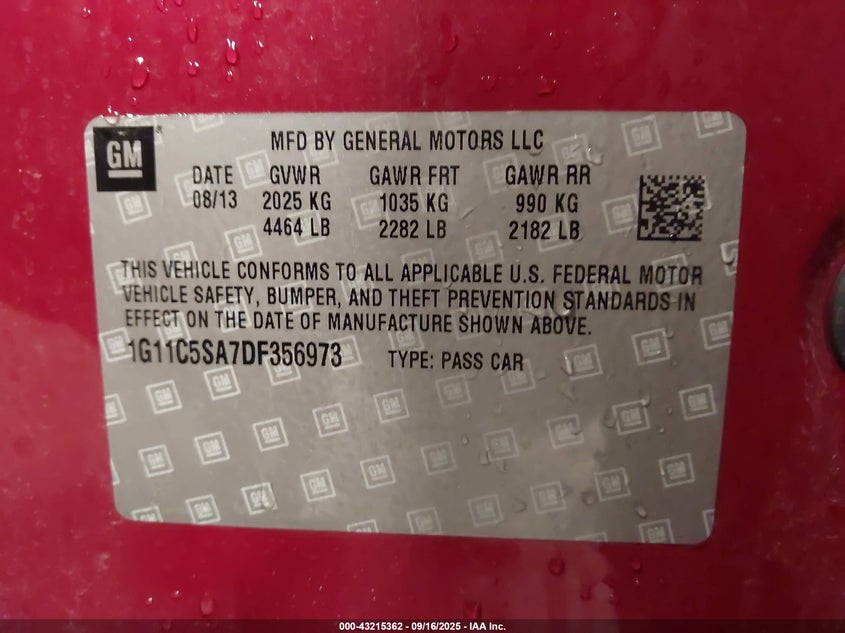 GM
MFD BY GENERAL MOTORS LLC
DATE GVWR GAWR FRT GAWR RR
08/13 2025 KG 1035 KG 990 KG
4464 LB 2282 LB 2182 LB
THIS VEHICLE CONFORMS TO ALL APPLICABLE U.S. FEDERAL MOTOR
VEHICLE SAFETY, BUMPER, AND THEFT PREVENTION STANDARDS IN
EFFECT ON THE DATE OF MANUFACTURE SHOWN ABOVE.
1G11C5SA7DF356973 TYPE: PASS CAR
000-43215362 - 09/16/2025 - IAA Inc.